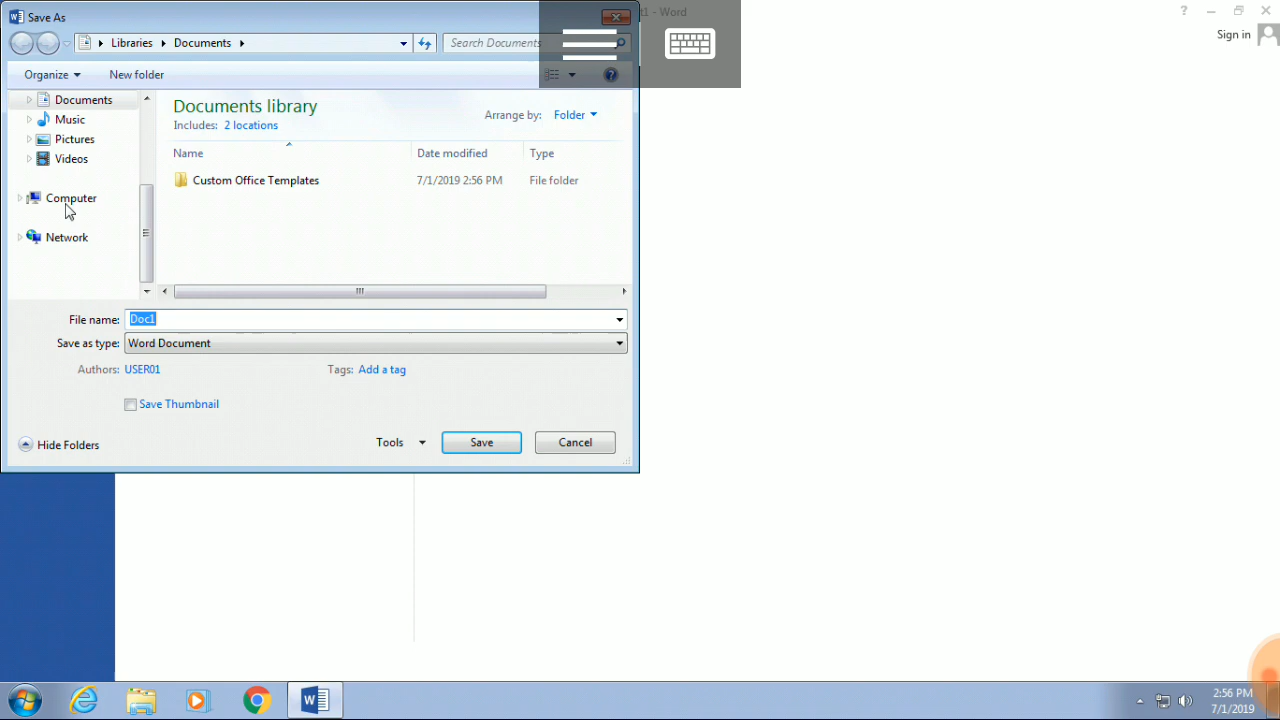 Save As
t1 - Word
?
Sign in
Libraries Documents
Search Documents
Organize New folder
?
Documents
Music
Pictures
Videos
Computer
Network
Documents library
Includes: 2 locations
Arrange by: Folder
Name Date modified Type
Custom Office Templates 7/1/2019 2:56 PM File folder
File name: Doc1
Save as type: Word Document
Authors: USER01 Tags: Add a tag
Save Thumbnail
Hide Folders
Tools Save Cancel
2:56 PM
7/1/2019